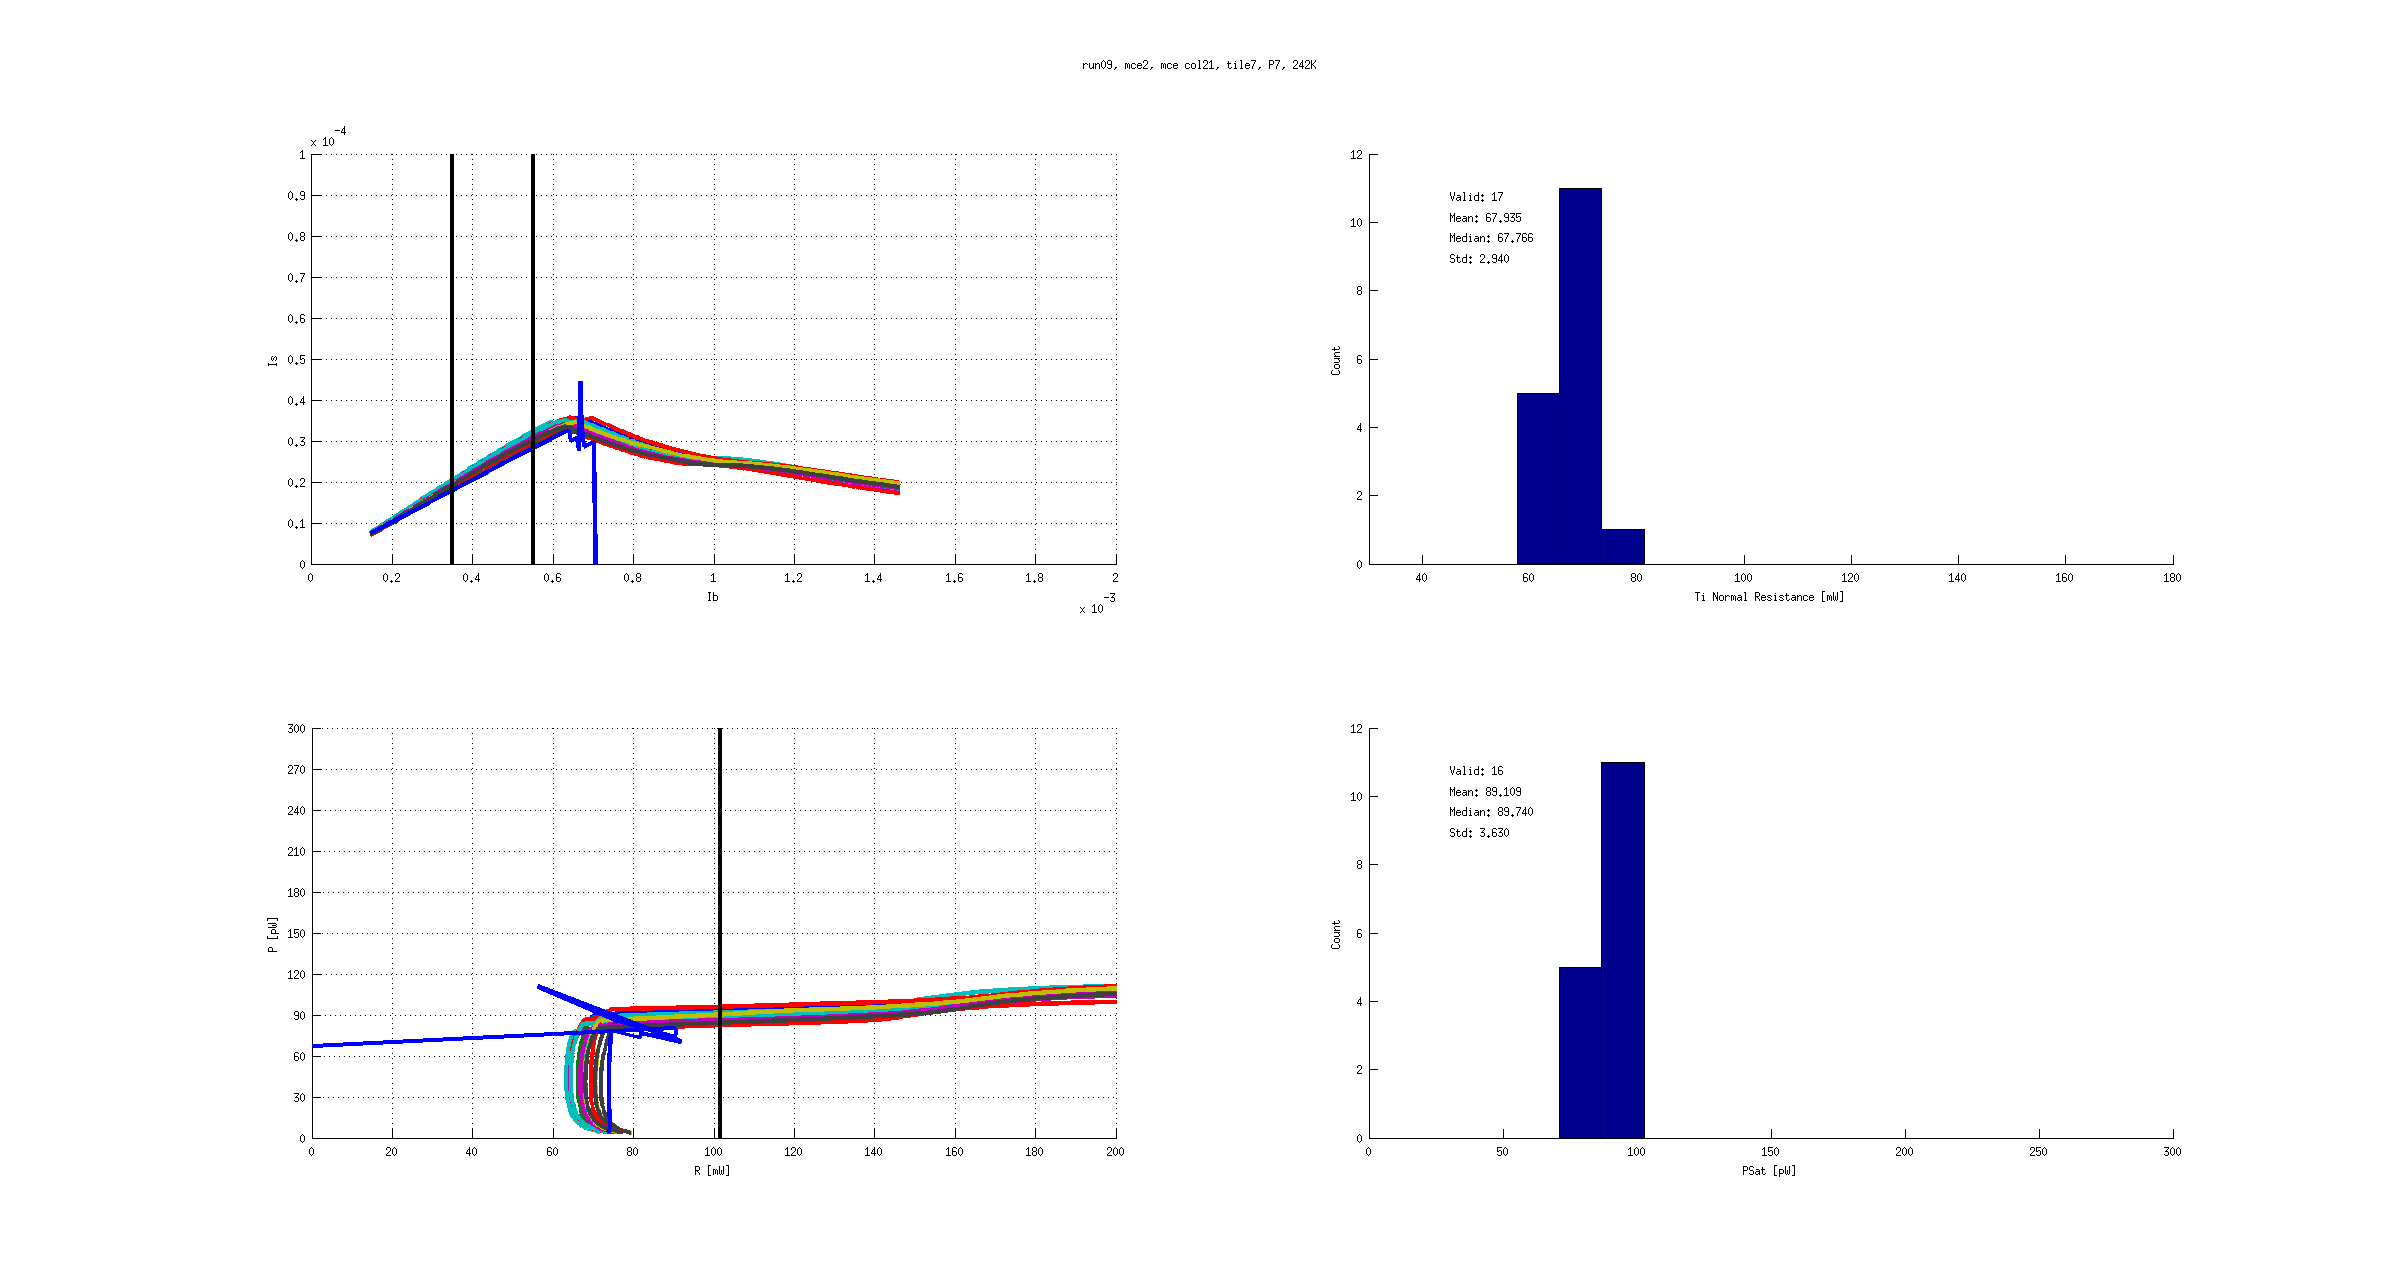 run09, mce2, mce col21, tile7, P7, 242K
x 10 -4
1
0.9
0.8
0.7
0.6
0.5
0.4
0.3
0.2
0.1
0
Is
0 0.2 0.4 0.6 0.8 1 1.2 1.4 1.6 1.8 2
Ib
x 10 -3
12
10
8
6
4
2
0
Count
Valid: 17
Mean: 67.935
Median: 67.766
Std: 2.940
40 60 80 100 120 140 160 180
Ti Normal Resistance [mW]
300
270
240
210
180
150
120
90
60
30
0
P [pW]
0 20 40 60 80 100 120 140 160 180 200
R [mW]
12
10
8
6
4
2
0
Count
Valid: 16
Mean: 89.109
Median: 89.740
Std: 3.630
0 50 100 150 200 250 300
PSat [pW]